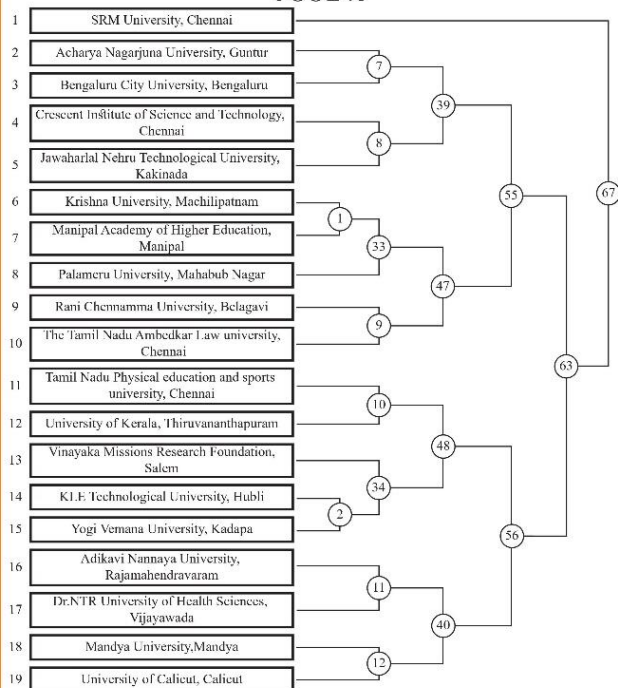 1 SRM University, Chennai
2 Acharya Nagarjuna University, Guntur
3 Bengaluru City University, Bengaluru
4 Crescent Institute of Science and Technology,
Chennai
5 Jawaharlal Nehru Technological University,
Kakinada
6 Krishna University, Machilipatnam
7 Manipal Academy of Higher Education,
Manipal
8 Palameru University, Mahabub Nagar
9 Rani Chennamma University, Belagavi
10 The Tamil Nadu Ambedkar Law university,
Chennai
11 Tamil Nadu Physical education and sports
university, Chennai
12 University of Kerala, Thiruvananthapuram
13 Vinayaka Missions Research Foundation,
Salem
14 KLE Technological University, Hubli
15 Yogi Vemana University, Kadapa
16 Adikavi Nannaya University,
Rajamahendravaram
17 Dr.NTR University of Health Sciences,
Vijayawada
18 Mandya University,Mandya
19 University of Calicut, Calicut
7
8
39
1
33
9
47
55
10
2
34
48
11
12
40
56
63
67